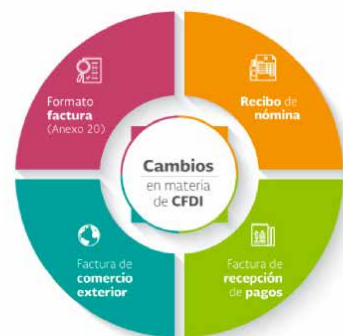 Formato
factura
(Anexo 20)
Recibo de
nómina
Cambios
en materia
de CFDI
Factura de
comercio
exterior
Factura de
recepción
de pagos